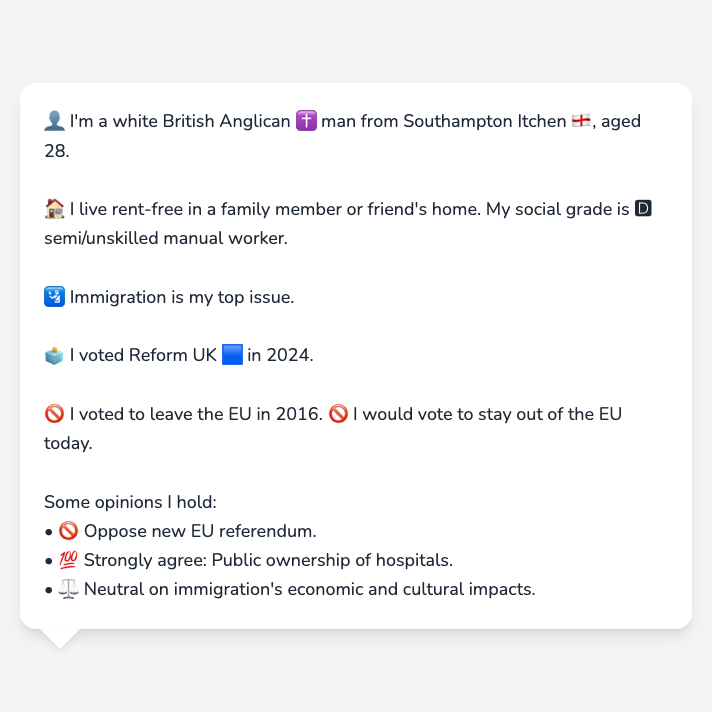 👤 I'm a white British Anglican ✝️ man from Southampton Itchen 🏴󠁧󠁢󠁥󠁮󠁧󠁿, aged
28.
🏠 I live rent-free in a family member or friend's home. My social grade is 🅳
semi/unskilled manual worker.
🛂 Immigration is my top issue.
🗳️ I voted Reform UK 🟦 in 2024.
🚫 I voted to leave the EU in 2016. 🚫 I would vote to stay out of the EU
today.
Some opinions I hold:
• 🚫 Oppose new EU referendum.
• 💯 Strongly agree: Public ownership of hospitals.
• ⚖️ Neutral on immigration's economic and cultural impacts.